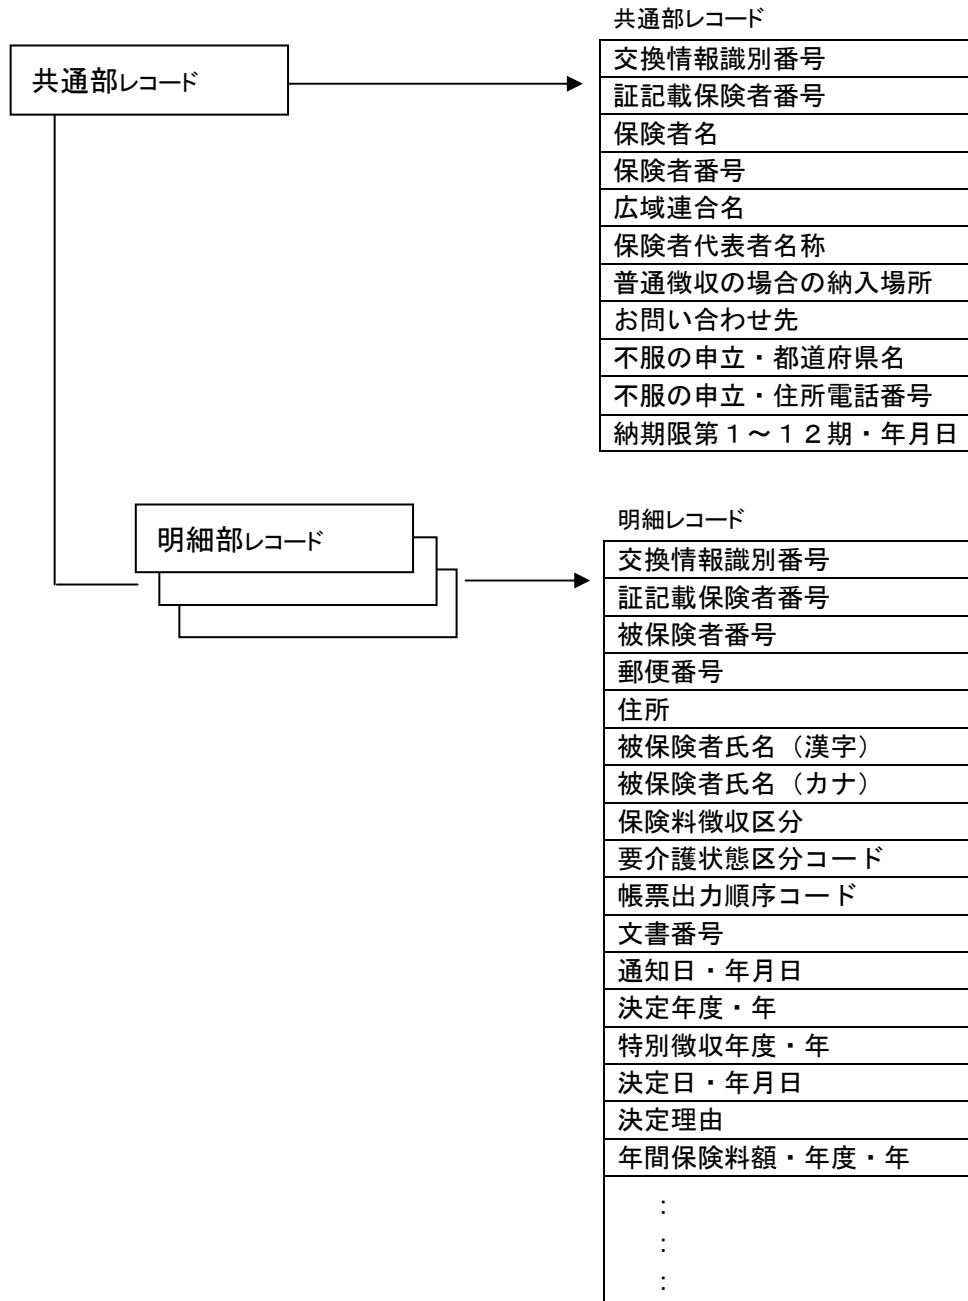 共通部レコード
共通部レコード
交換情報識別番号
証記載保険者番号
保険者名
保険者番号
広域連合名
保険者代表者名称
普通徴収の場合の納入場所
お問い合わせ先
不服の申立・都道府県名
不服の申立・住所電話番号
納期限第１～１２期・年月日
明細部レコード
明細レコード
交換情報識別番号
証記載保険者番号
被保険者番号
郵便番号
住所
被保険者氏名（漢字）
被保険者氏名（カナ）
保険料徴収区分
要介護状態区分コード
帳票出力順序コード
文書番号
通知日・年月日
決定年度・年
特別徴収年度・年
決定日・年月日
決定理由
年間保険料額・年度・年
：
：
：